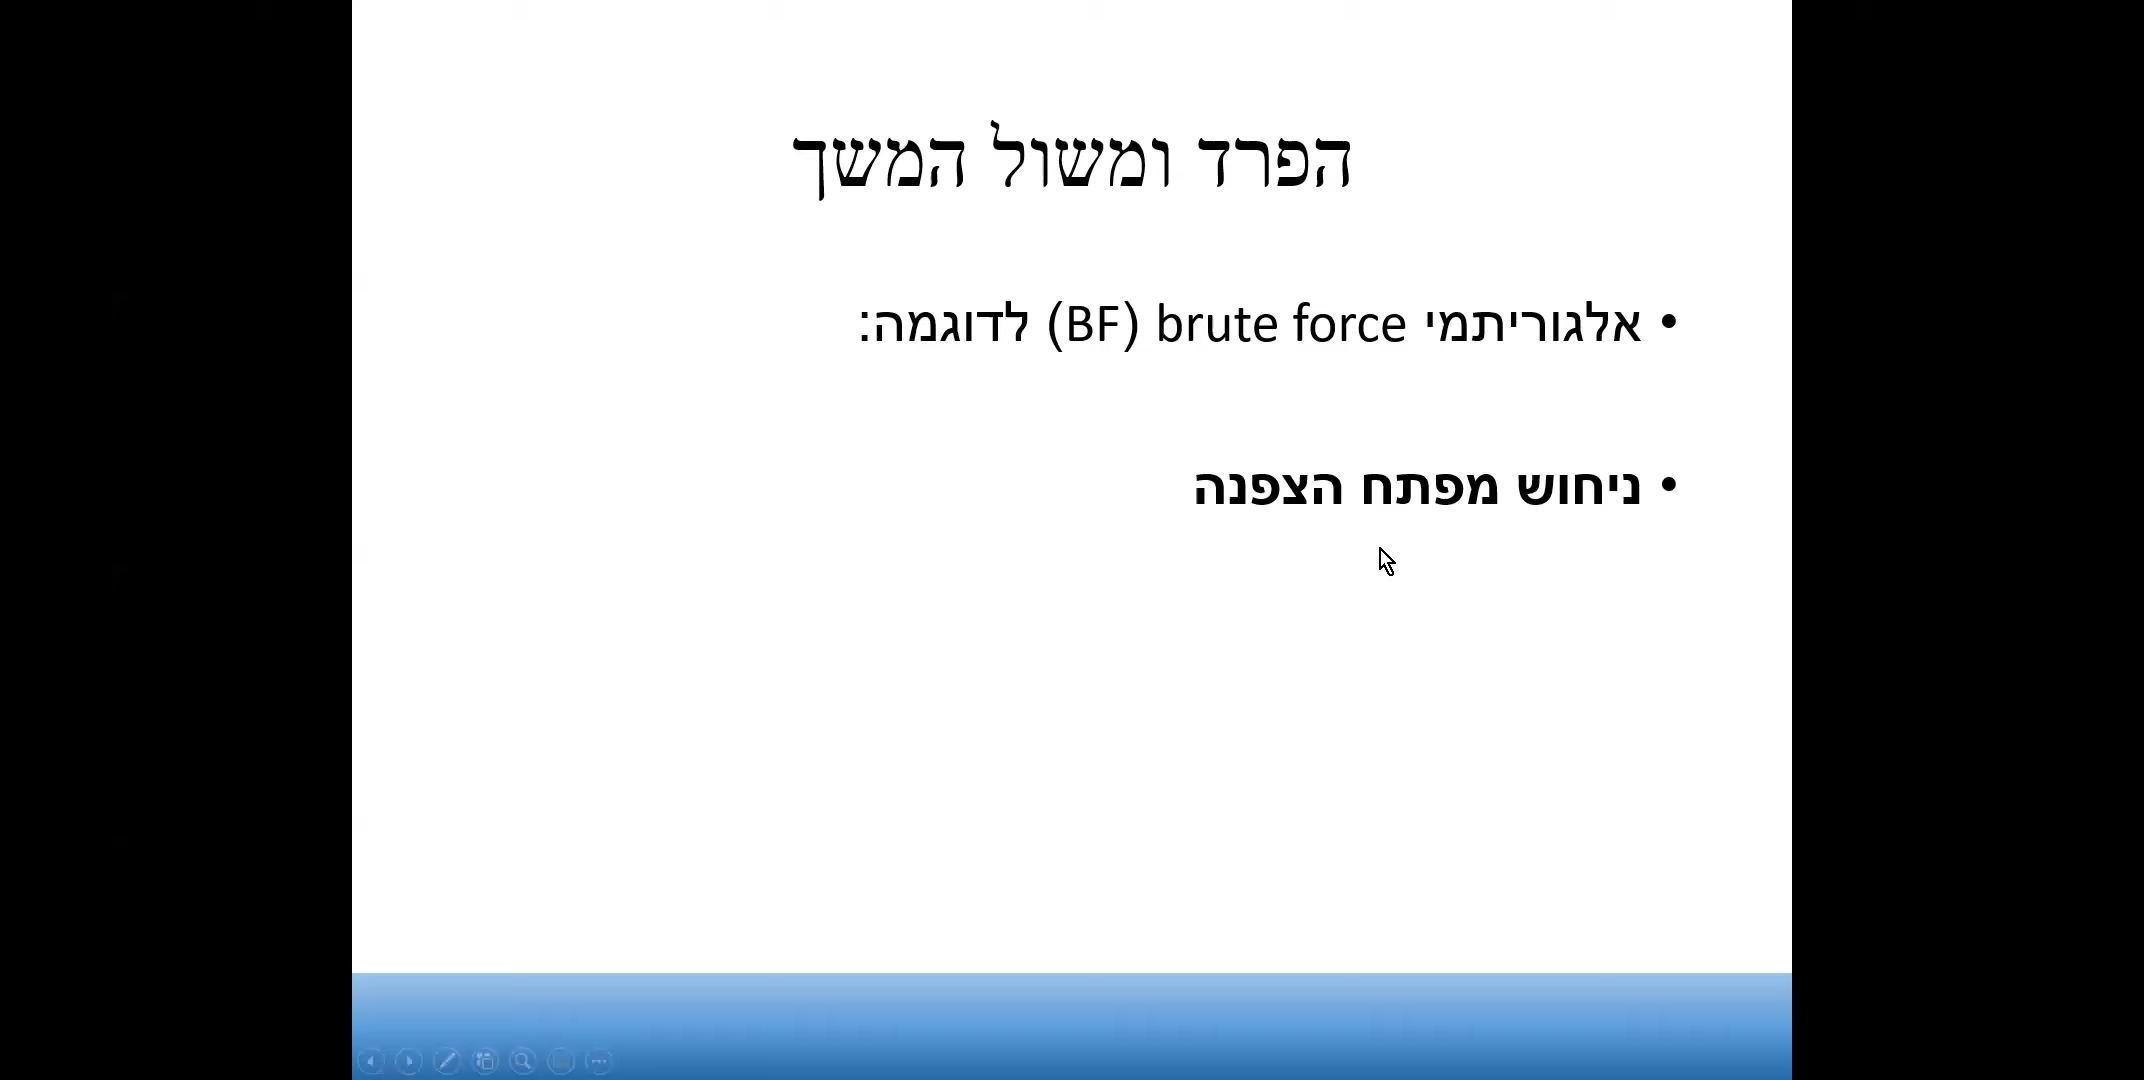 הפרד ומשול המשך
• אלגוריתמי brute force (BF) לדוגמה:
• ניחוש מפתח הצפנה